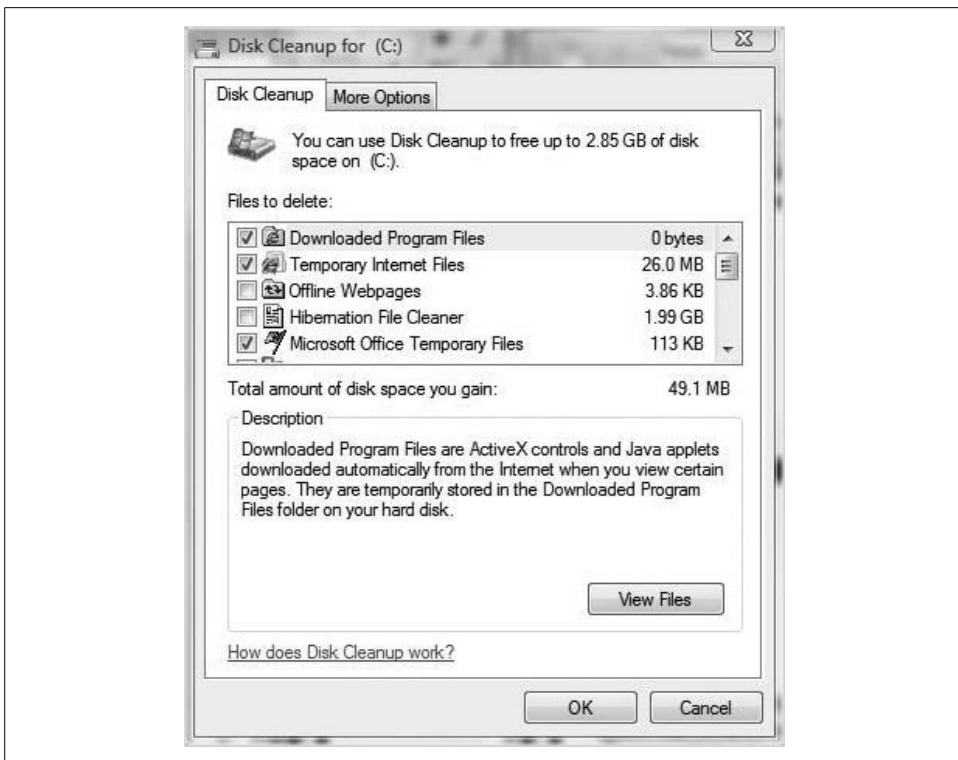 Disk Cleanup for (C:)
Disk Cleanup
More Options
You can use Disk Cleanup to free up to 2.85 GB of disk
space on (C:).
Files to delete:
Downloaded Program Files 0 bytes
Temporary Internet Files 26.0 MB
Offline Webpages 3.86 KB
Hibernation File Cleaner 1.99 GB
Microsoft Office Temporary Files 113 KB
Total amount of disk space you gain: 49.1 MB
Description
Downloaded Program Files are ActiveX controls and Java applets
downloaded automatically from the Internet when you view certain
pages. They are temporarily stored in the Downloaded Program
Files folder on your hard disk.
View Files
How does Disk Cleanup work?
OK
Cancel